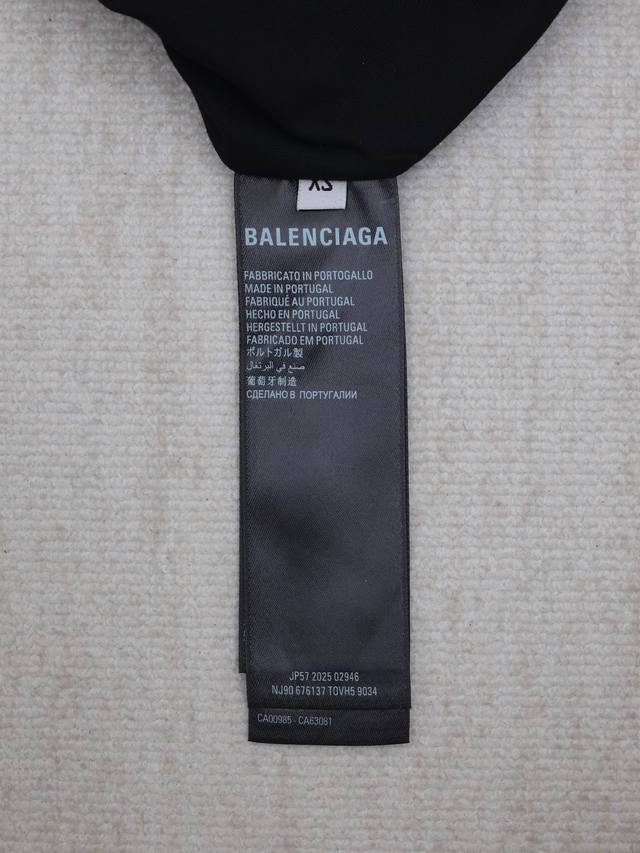 XS
BALENCIAGA
FABBRICATO IN PORTOGALLO
MADE IN PORTUGAL
FABRIQUÉ AU PORTUGAL
HECHO EN PORTUGAL
HERGESTELLT IN PORTUGAL
FABRICADO EM PORTUGAL
ポルトガル製
صنع في البرتغال
葡萄牙制造
СДЕЛАНО В ПОРТУГАЛИИ
JP57 2025 02946
NJ90 676137 TOVH5 9034
CA00985 - CA63081